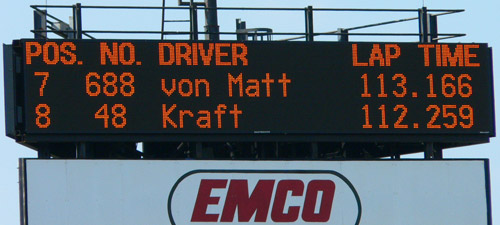 POS. NO. DRIVER LAP TIME
7 688 von Matt 113.166
8 48 Kraft 112.259
EMCO